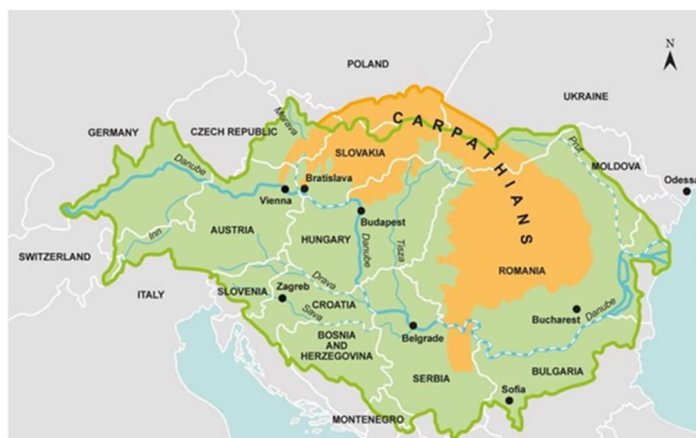 N
POLAND
UKRAINE
CARPATHIANS
GERMANY
CZECH REPUBLIC
Morava
SLOVAKIA
Prut
MOLDOVA
Danube
Bratislava
Vienna
Odessa
Budapest
Inn
AUSTRIA
HUNGARY
Danube
Tisza
SWITZERLAND
ROMANIA
ITALY
SLOVENIA
Drava
Zagreb
CROATIA
Sava
Danube
Bucharest
Belgrade
BOSNIA
AND
HERZEGOVINA
SERBIA
BULGARIA
Sofia
MONTENEGRO